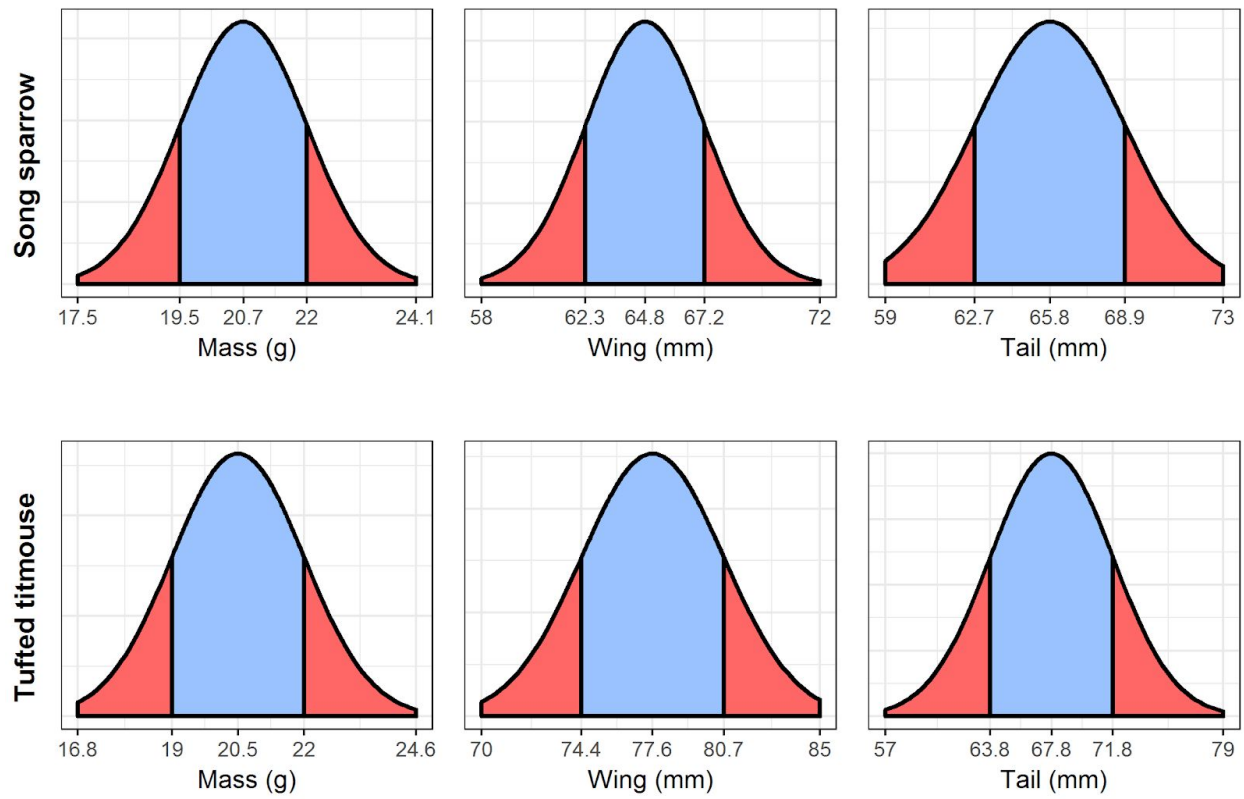 Song sparrow
17.5 19.5 20.7 22 24.1
Mass (g)
58 62.3 64.8 67.2 72
Wing (mm)
59 62.7 65.8 68.9 73
Tail (mm)
Tufted titmouse
16.8 19 20.5 22 24.6
Mass (g)
70 74.4 77.6 80.7 85
Wing (mm)
57 63.8 67.8 71.8 79
Tail (mm)